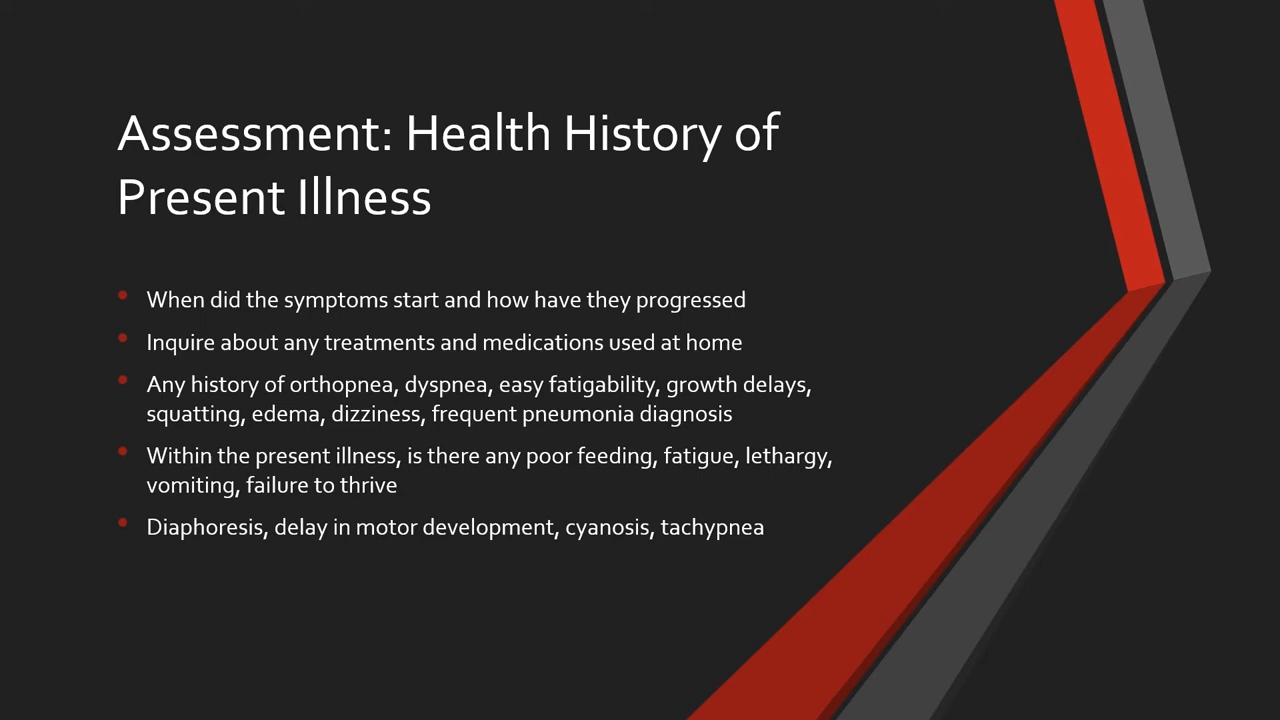 Assessment: Health History of
Present Illness
• When did the symptoms start and how have they progressed
• Inquire about any treatments and medications used at home
• Any history of orthopnea, dyspnea, easy fatigability, growth delays,
squatting, edema, dizziness, frequent pneumonia diagnosis
• Within the present illness, is there any poor feeding, fatigue, lethargy,
vomiting, failure to thrive
• Diaphoresis, delay in motor development, cyanosis, tachypnea